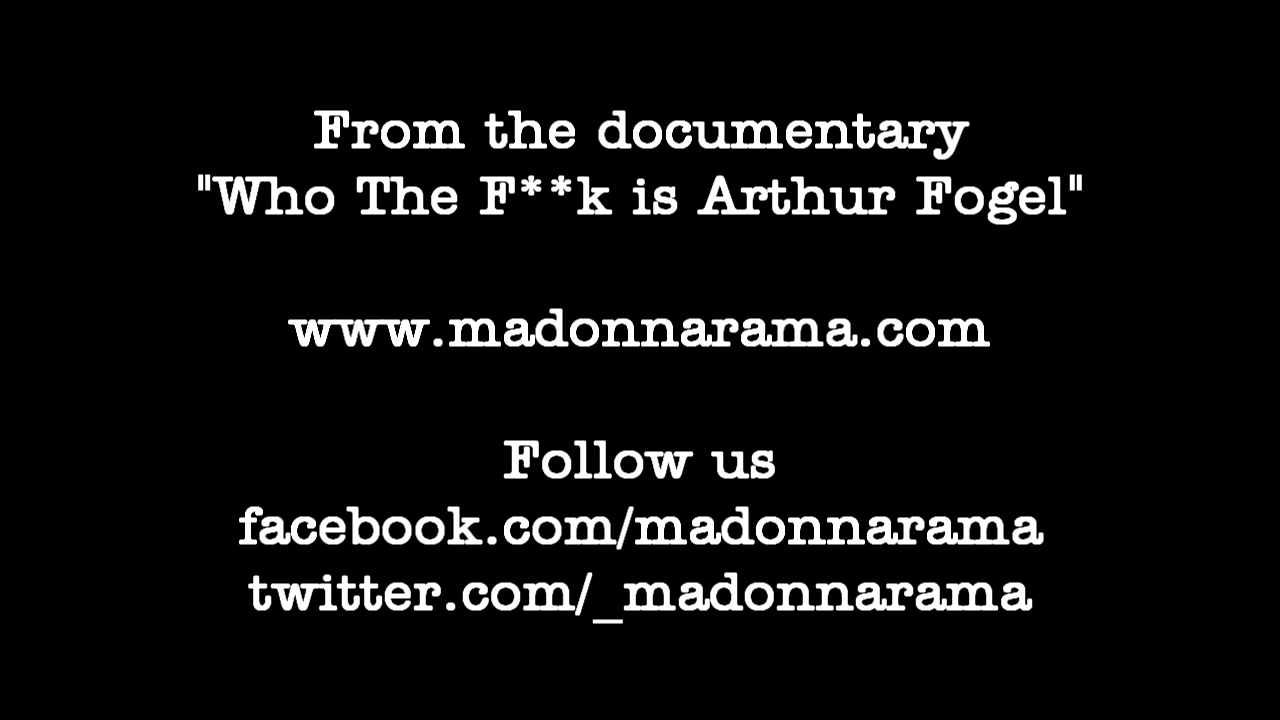 From the documentary
"Who The F**k is Arthur Fogel"
www.madonnarama.com
Follow us
facebook.com/madonnarama
twitter.com/_madonnarama